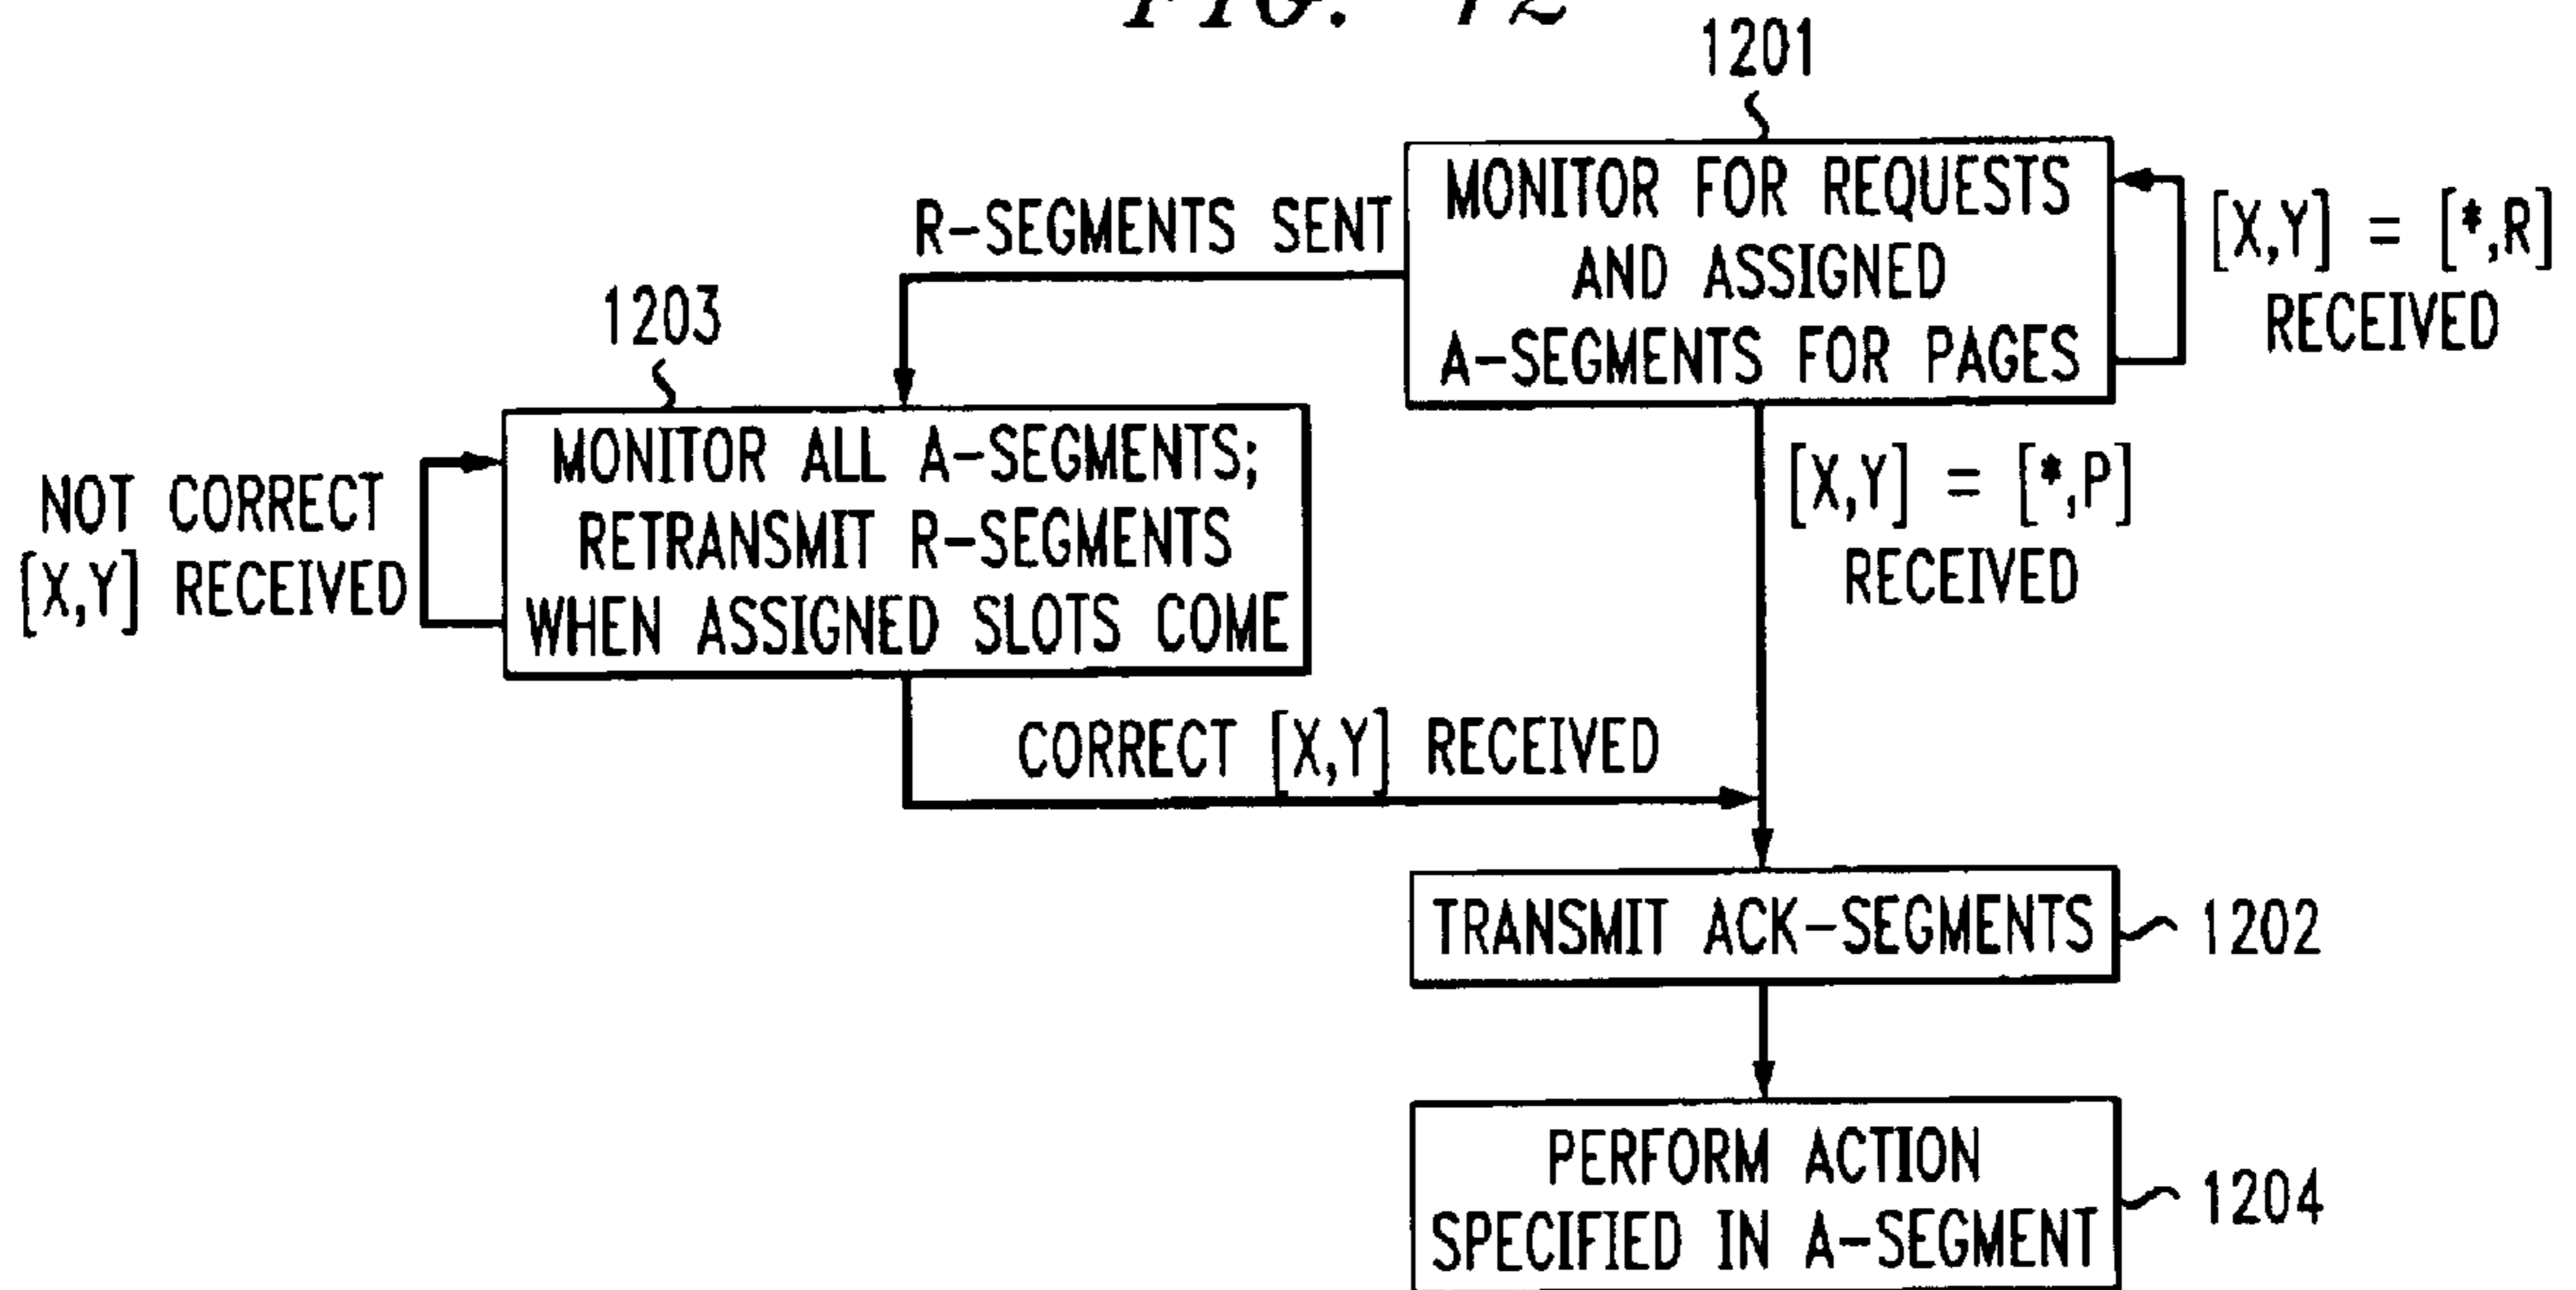 FIG. 12
1201
MONITOR FOR REQUESTS
AND ASSIGNED
A-SEGMENTS FOR PAGES
[X,Y] = [*,R]
RECEIVED
R-SEGMENTS SENT
1203
MONITOR ALL A-SEGMENTS;
RETRANSMIT R-SEGMENTS
WHEN ASSIGNED SLOTS COME
NOT CORRECT
[X,Y] RECEIVED
[X,Y] = [*,P]
RECEIVED
CORRECT [X,Y] RECEIVED
TRANSMIT ACK-SEGMENTS
1202
PERFORM ACTION
SPECIFIED IN A-SEGMENT
1204